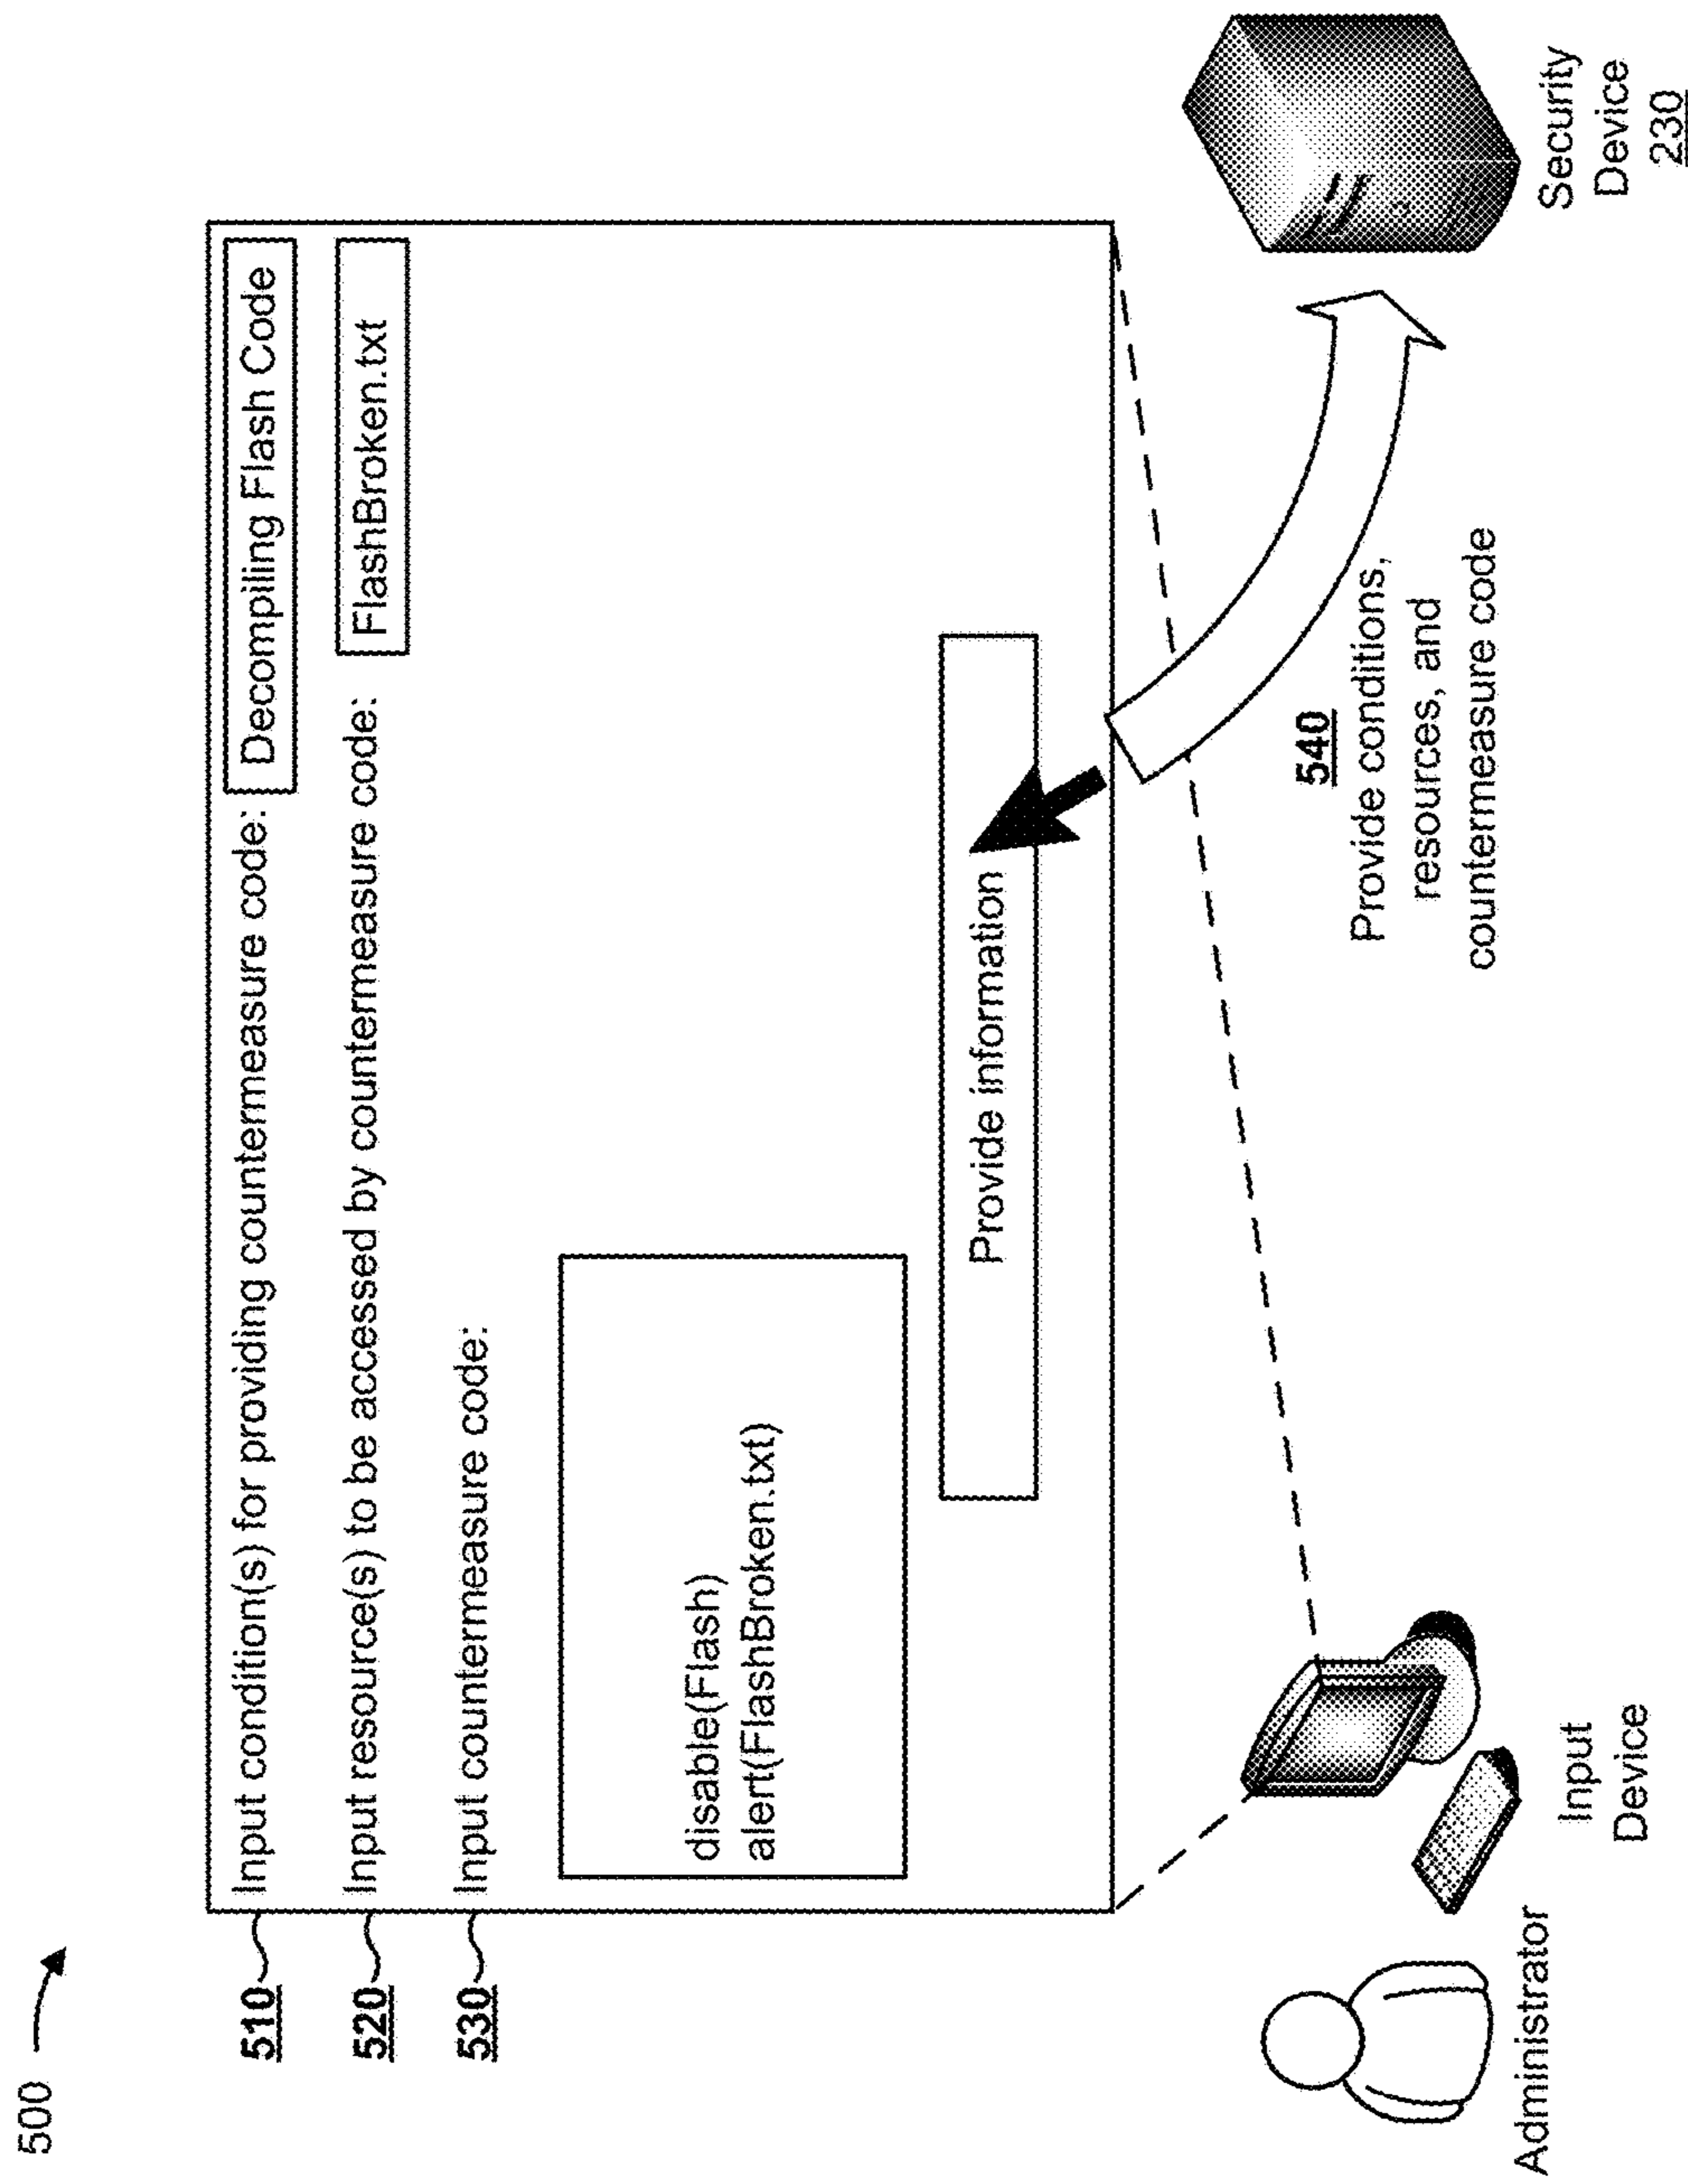 500
510
Input condition(s) for providing countermeasure code:
Decompiling Flash Code
520
Input resource(s) to be accessed by countermeasure code:
FlashBroken.txt
530
Input countermeasure code:
disable(Flash)
alert(FlashBroken.txt)
Provide information
540
Provide conditions,
resources, and
countermeasure code
Administrator
Input
Device
Security
Device
230